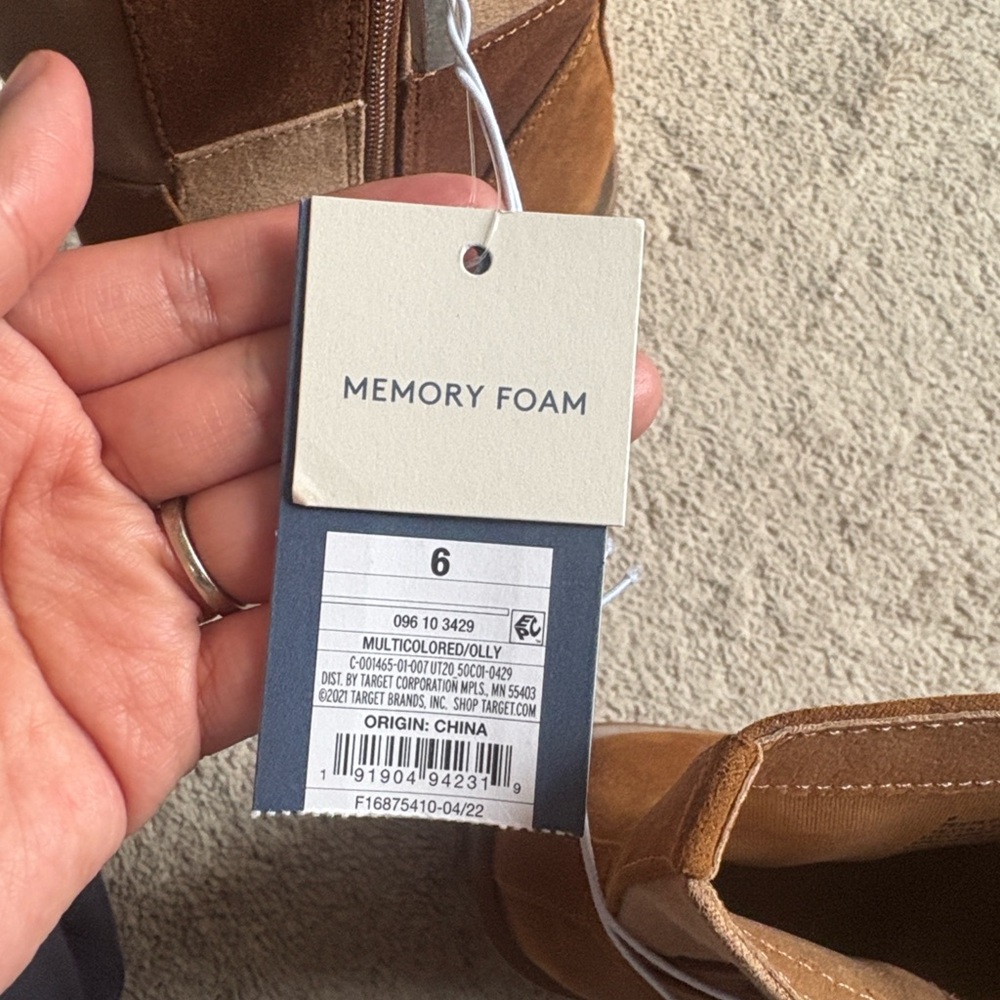 MEMORY FOAM
6
096 10 3429
EPC
MULTICOLORED/OLLY
C-001465-01-007 UT20 50C01-0429
DIST. BY TARGET CORPORATION MPLS., MN 55403
©2021 TARGET BRANDS, INC. SHOP TARGET.COM
ORIGIN: CHINA
1 91904 94231 9
F16875410-04/22